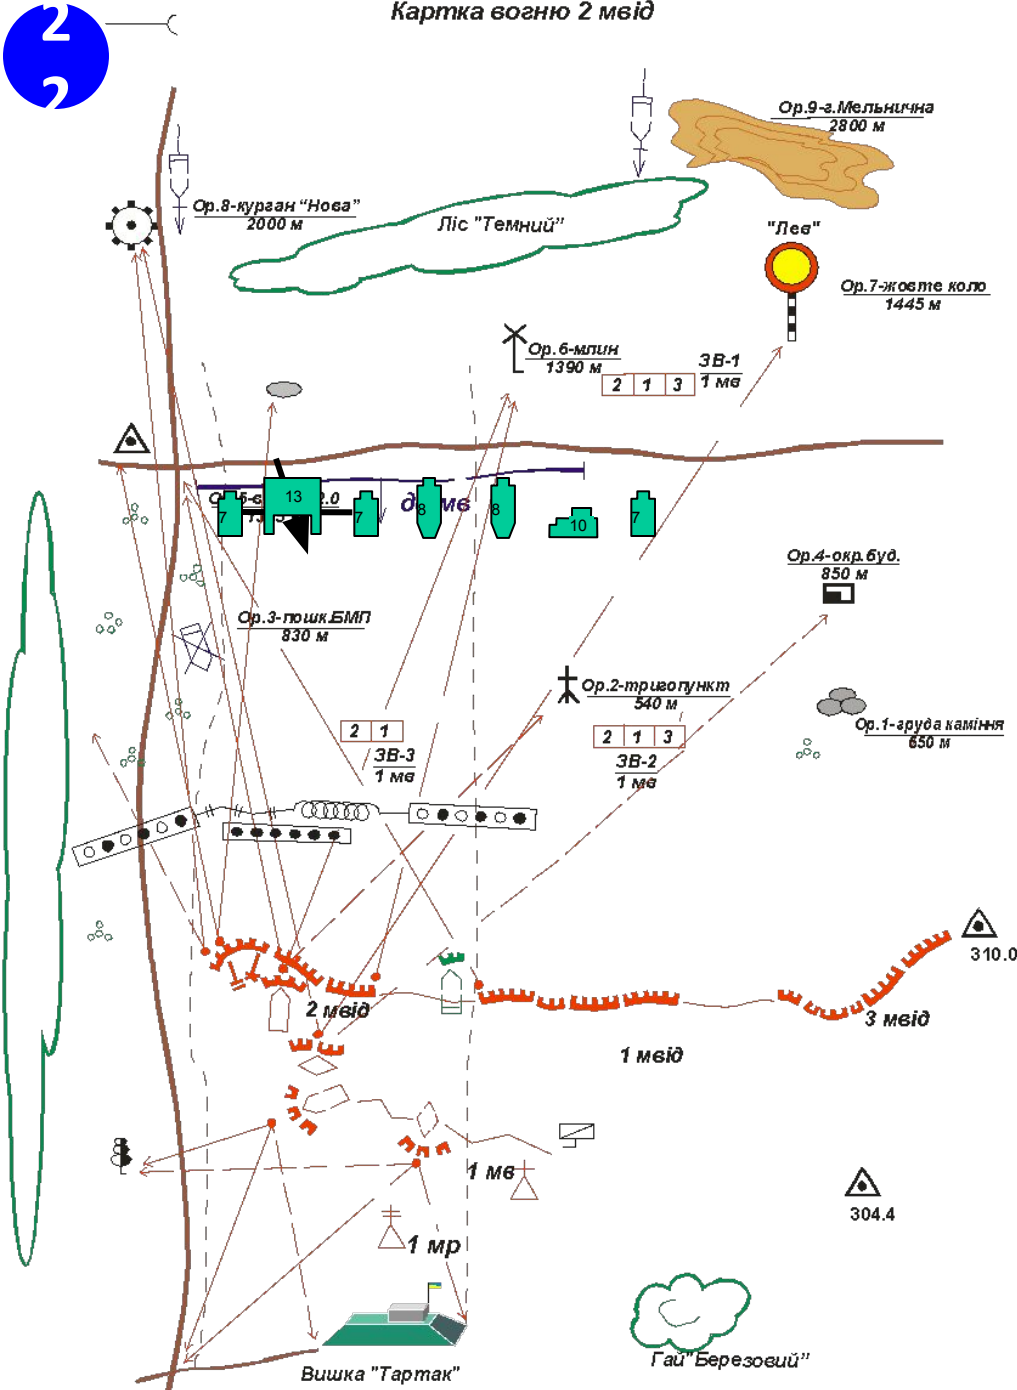 Картка вогню 2 мвід
2
2
Ор.9-г.Мельнична
2800 м
Ор.8-курган “Нова”
2000 м
Ліс "Темний”
"Лев"
Ор.7-жовте коло
1445 м
Ор.6-млин
1390 м
ЗВ-1
1 мв
2 1 3
13
7
7
8
8
10
7
Ор.4-окр.буд.
850 м
Ор.3-пошк.БМП
830 м
Ор.2-тригопункт
540 м
Ор.1-груда каміння
650 м
2 1
ЗВ-3
1 мв
2 1 3
ЗВ-2
1 мв
310.0
2 мвід
3 мвід
1 мвід
1 мв
304.4
1 мр
Вишка "Тартак"
Гай"Березовий”